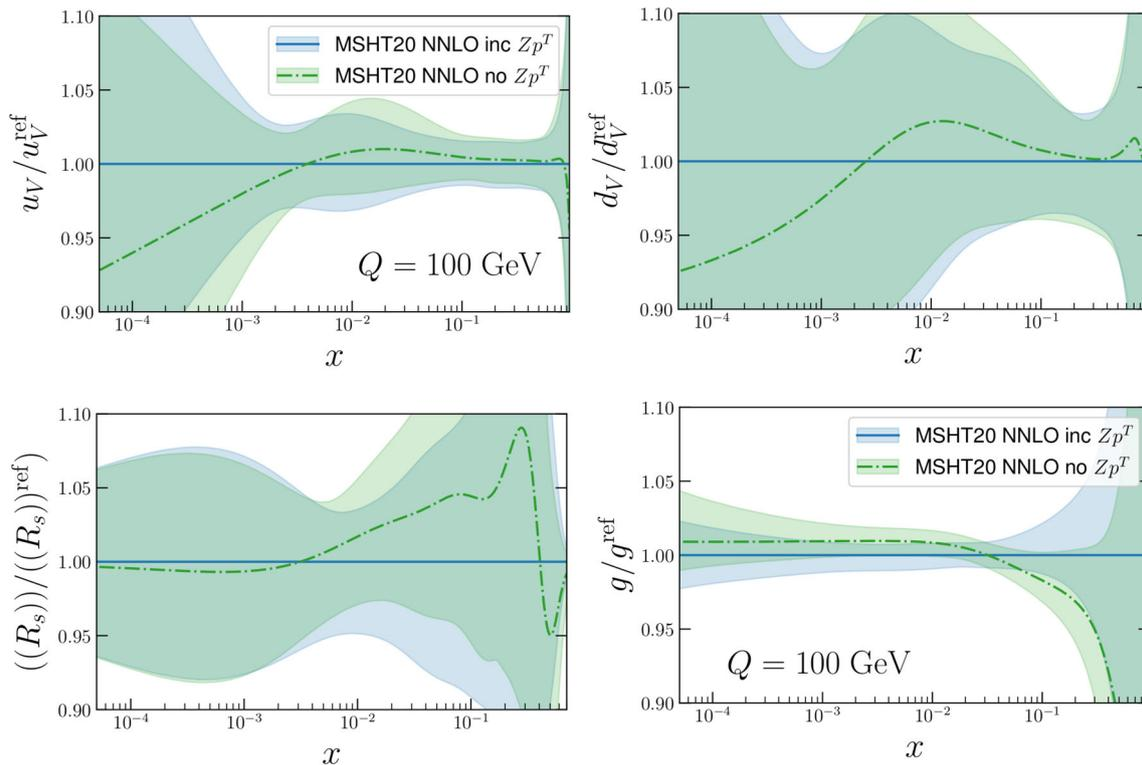 1.10
1.05
1.00
0.95
0.90
u_V/u_V^ref
MSHT20 NNLO inc Zp^T
MSHT20 NNLO no Zp^T
Q = 100 GeV
10^−4
10^−3
10^−2
10^−1
x
1.10
1.05
1.00
0.95
0.90
d_V/d_V^ref
10^−4
10^−3
10^−2
10^−1
x
1.10
1.05
1.00
0.95
0.90
((R_s))/((R_s))^ref)
10^−4
10^−3
10^−2
10^−1
x
1.10
1.05
1.00
0.95
0.90
g/g^ref
MSHT20 NNLO inc Zp^T
MSHT20 NNLO no Zp^T
Q = 100 GeV
10^−4
10^−3
10^−2
10^−1
x